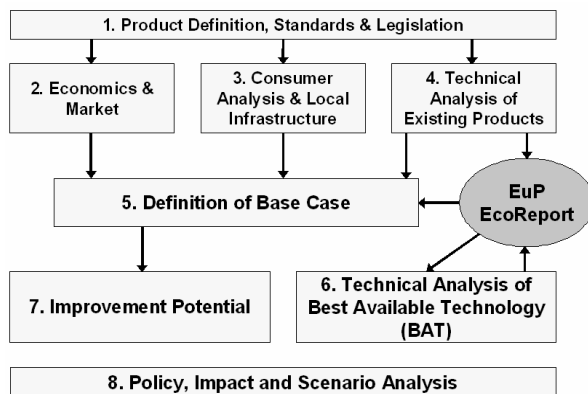 1. Product Definition, Standards & Legislation
2. Economics &
Market
3. Consumer
Analysis & Local
Infrastructure
4. Technical
Analysis of
Existing Products
5. Definition of Base Case
EuP
EcoReport
7. Improvement Potential
6. Technical Analysis of
Best Available Technology
(BAT)
8. Policy, Impact and Scenario Analysis